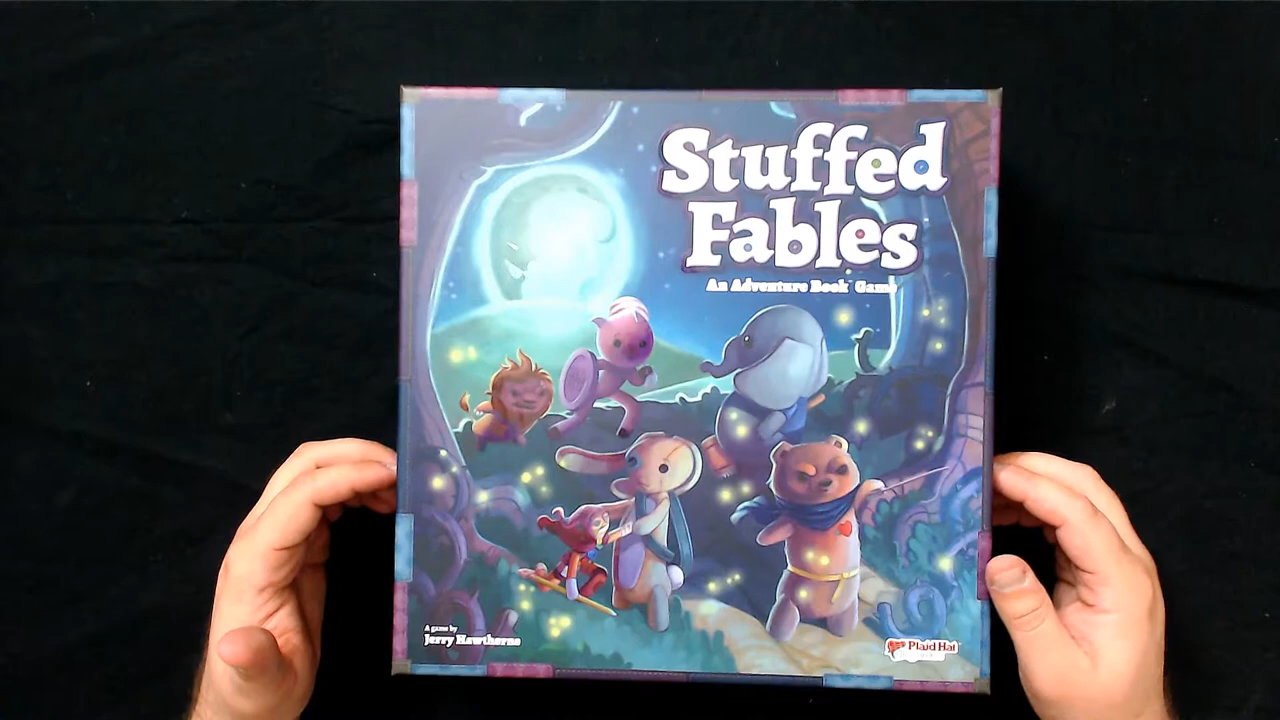 Stuffed
Fables
An Adventure Book Game
A game by
Jerry Hawthorne
Plaid Hat